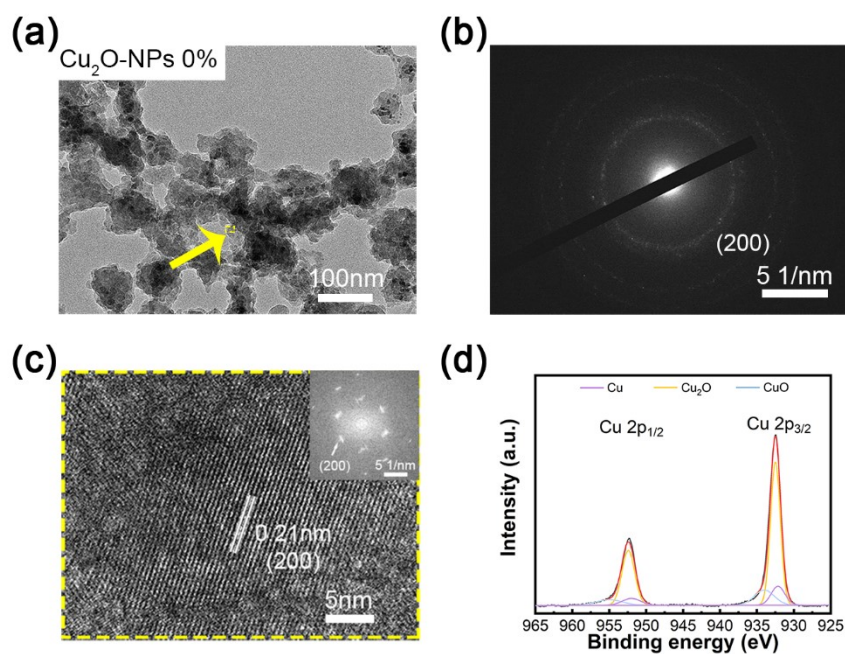 (a)
Cu₂O-NPs 0%
100nm
(b)
(200)
5 1/nm
(c)
(200)
5 1/nm
0.21nm
(200)
5nm
(d)
Cu Cu₂O CuO
Cu 2p₁/₂
Cu 2p₃/₂
Intensity (a.u.)
965 960 955 950 945 940 935 930 925
Binding energy (eV)